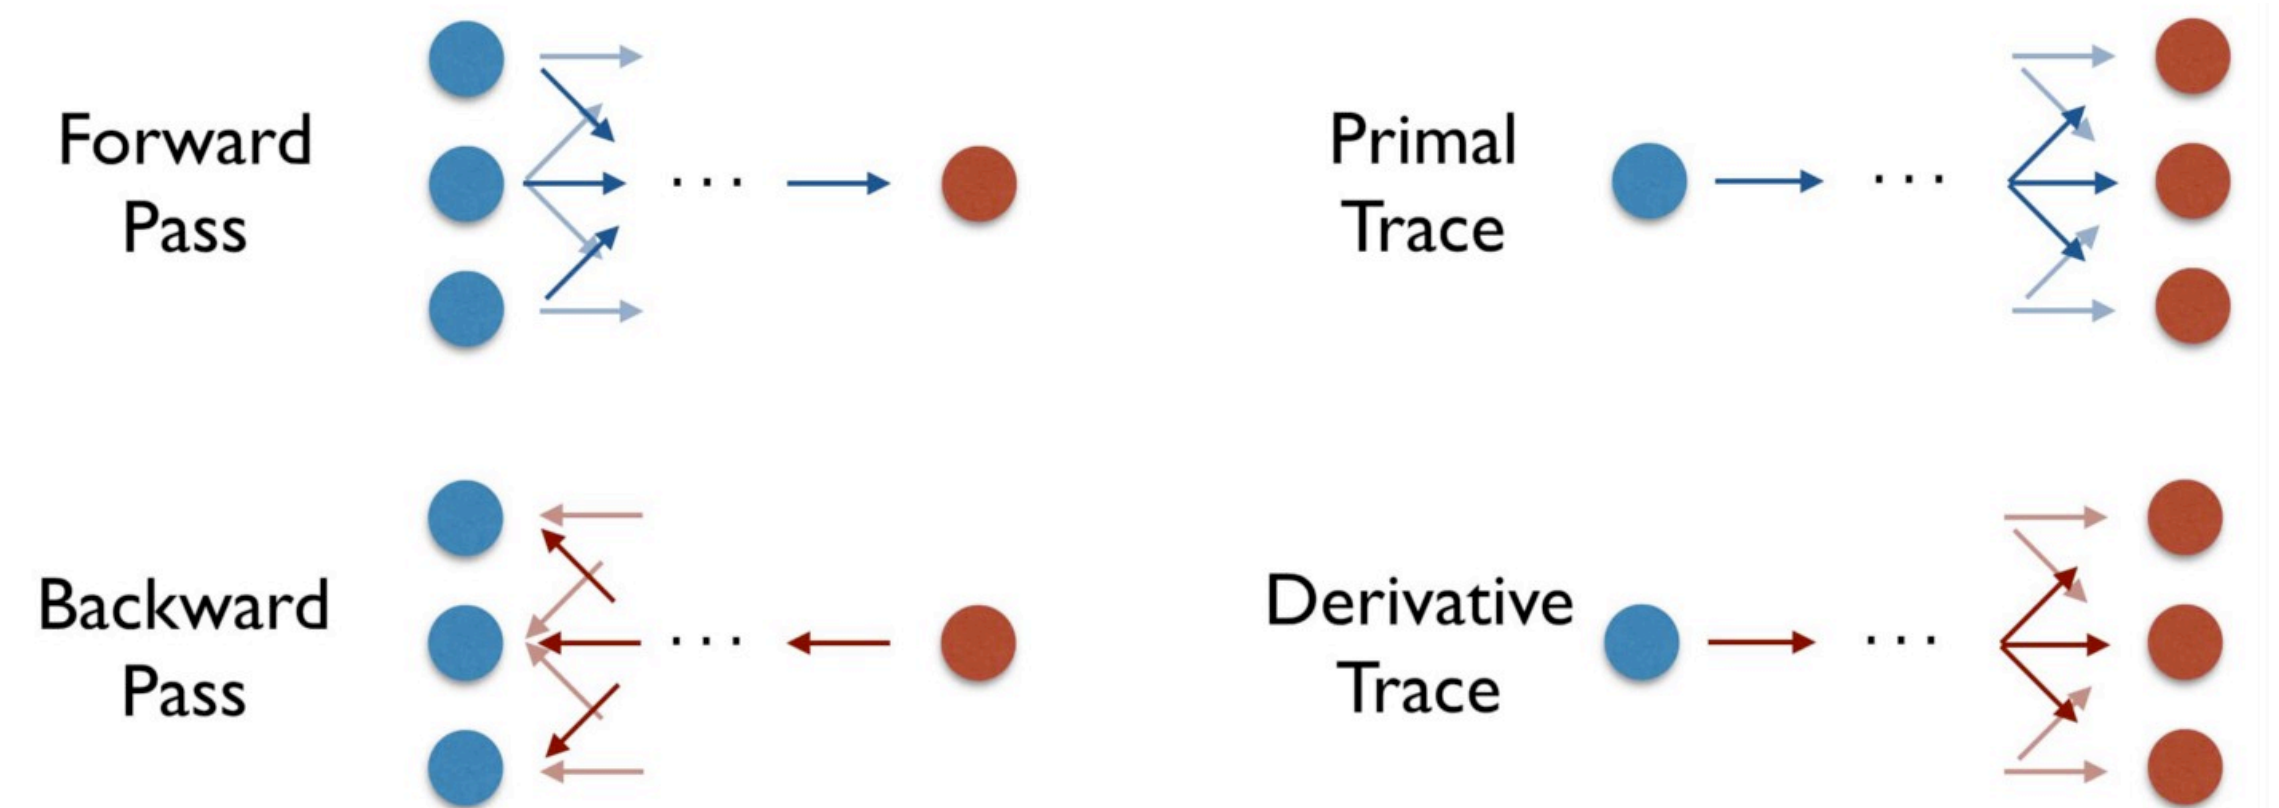 Forward
Pass
. . .
Primal
Trace
. . .
Backward
Pass
. . .
Derivative
Trace
. . .